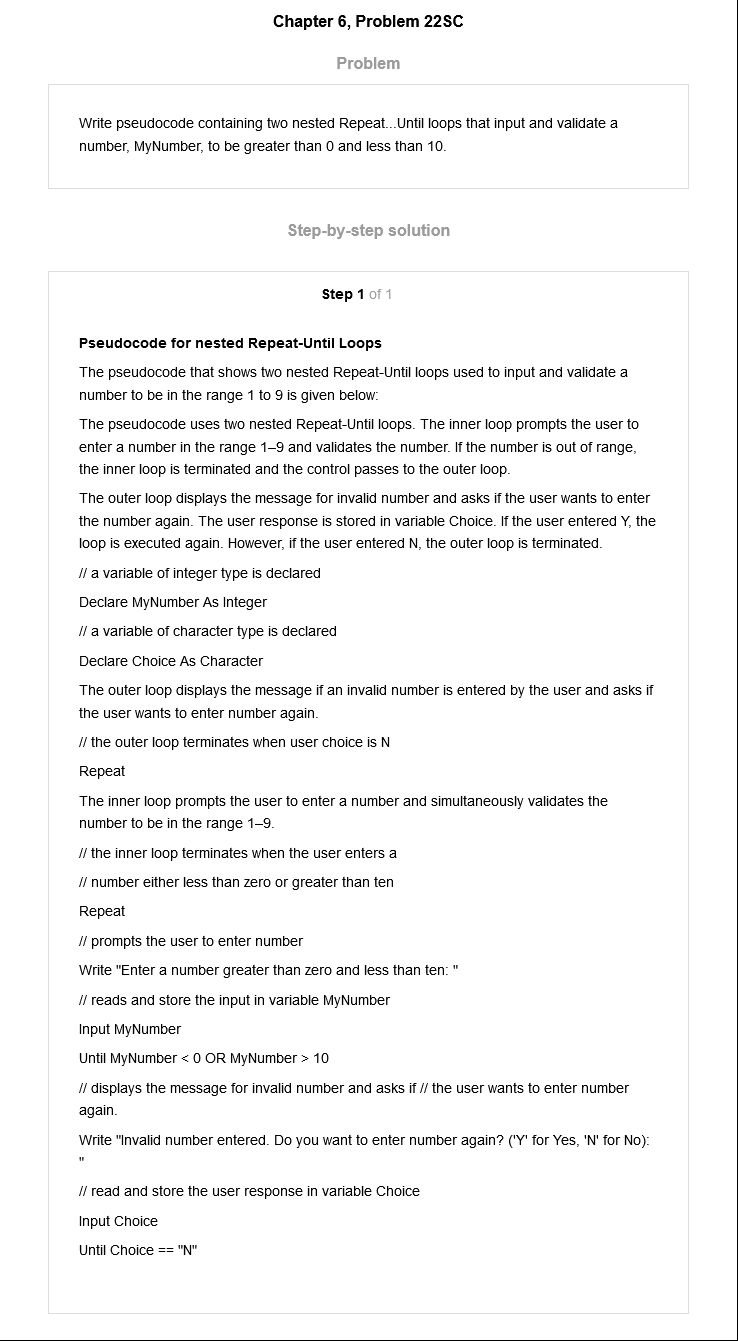 Chapter 6, Problem 22SC
Problem
Write pseudocode containing two nested Repeat...Until loops that input and validate a
number, MyNumber, to be greater than 0 and less than 10.
Step-by-step solution
Step 1 of 1
Pseudocode for nested Repeat-Until Loops
The pseudocode that shows two nested Repeat-Until loops used to input and validate a
number to be in the range 1 to 9 is given below:
The pseudocode uses two nested Repeat-Until loops. The inner loop prompts the user to
enter a number in the range 1–9 and validates the number. If the number is out of range,
the inner loop is terminated and the control passes to the outer loop.
The outer loop displays the message for invalid number and asks if the user wants to enter
the number again. The user response is stored in variable Choice. If the user entered Y, the
loop is executed again. However, if the user entered N, the outer loop is terminated.
// a variable of integer type is declared
Declare MyNumber As Integer
// a variable of character type is declared
Declare Choice As Character
The outer loop displays the message if an invalid number is entered by the user and asks if
the user wants to enter number again.
// the outer loop terminates when user choice is N
Repeat
The inner loop prompts the user to enter a number and simultaneously validates the
number to be in the range 1–9.
// the inner loop terminates when the user enters a
// number either less than zero or greater than ten
Repeat
// prompts the user to enter number
Write "Enter a number greater than zero and less than ten: "
// reads and store the input in variable MyNumber
Input MyNumber
Until MyNumber < 0 OR MyNumber > 10
// displays the message for invalid number and asks if // the user wants to enter number
again.
Write "Invalid number entered. Do you want to enter number again? ('Y' for Yes, 'N' for No):
"
// read and store the user response in variable Choice
Input Choice
Until Choice == "N"